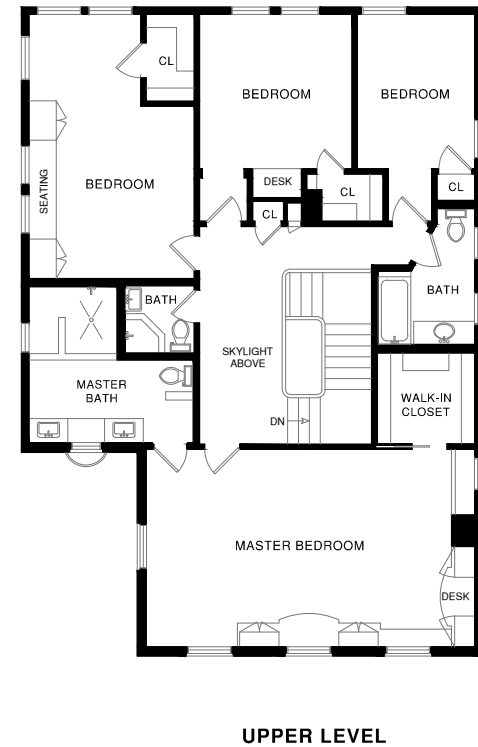 CL
BEDROOM
BEDROOM
BEDROOM
SEATING
DESK
CL
CL
CL
BATH
BATH
SKYLIGHT
ABOVE
MASTER
BATH
WALK-IN
CLOSET
DN
MASTER BEDROOM
DESK
UPPER LEVEL